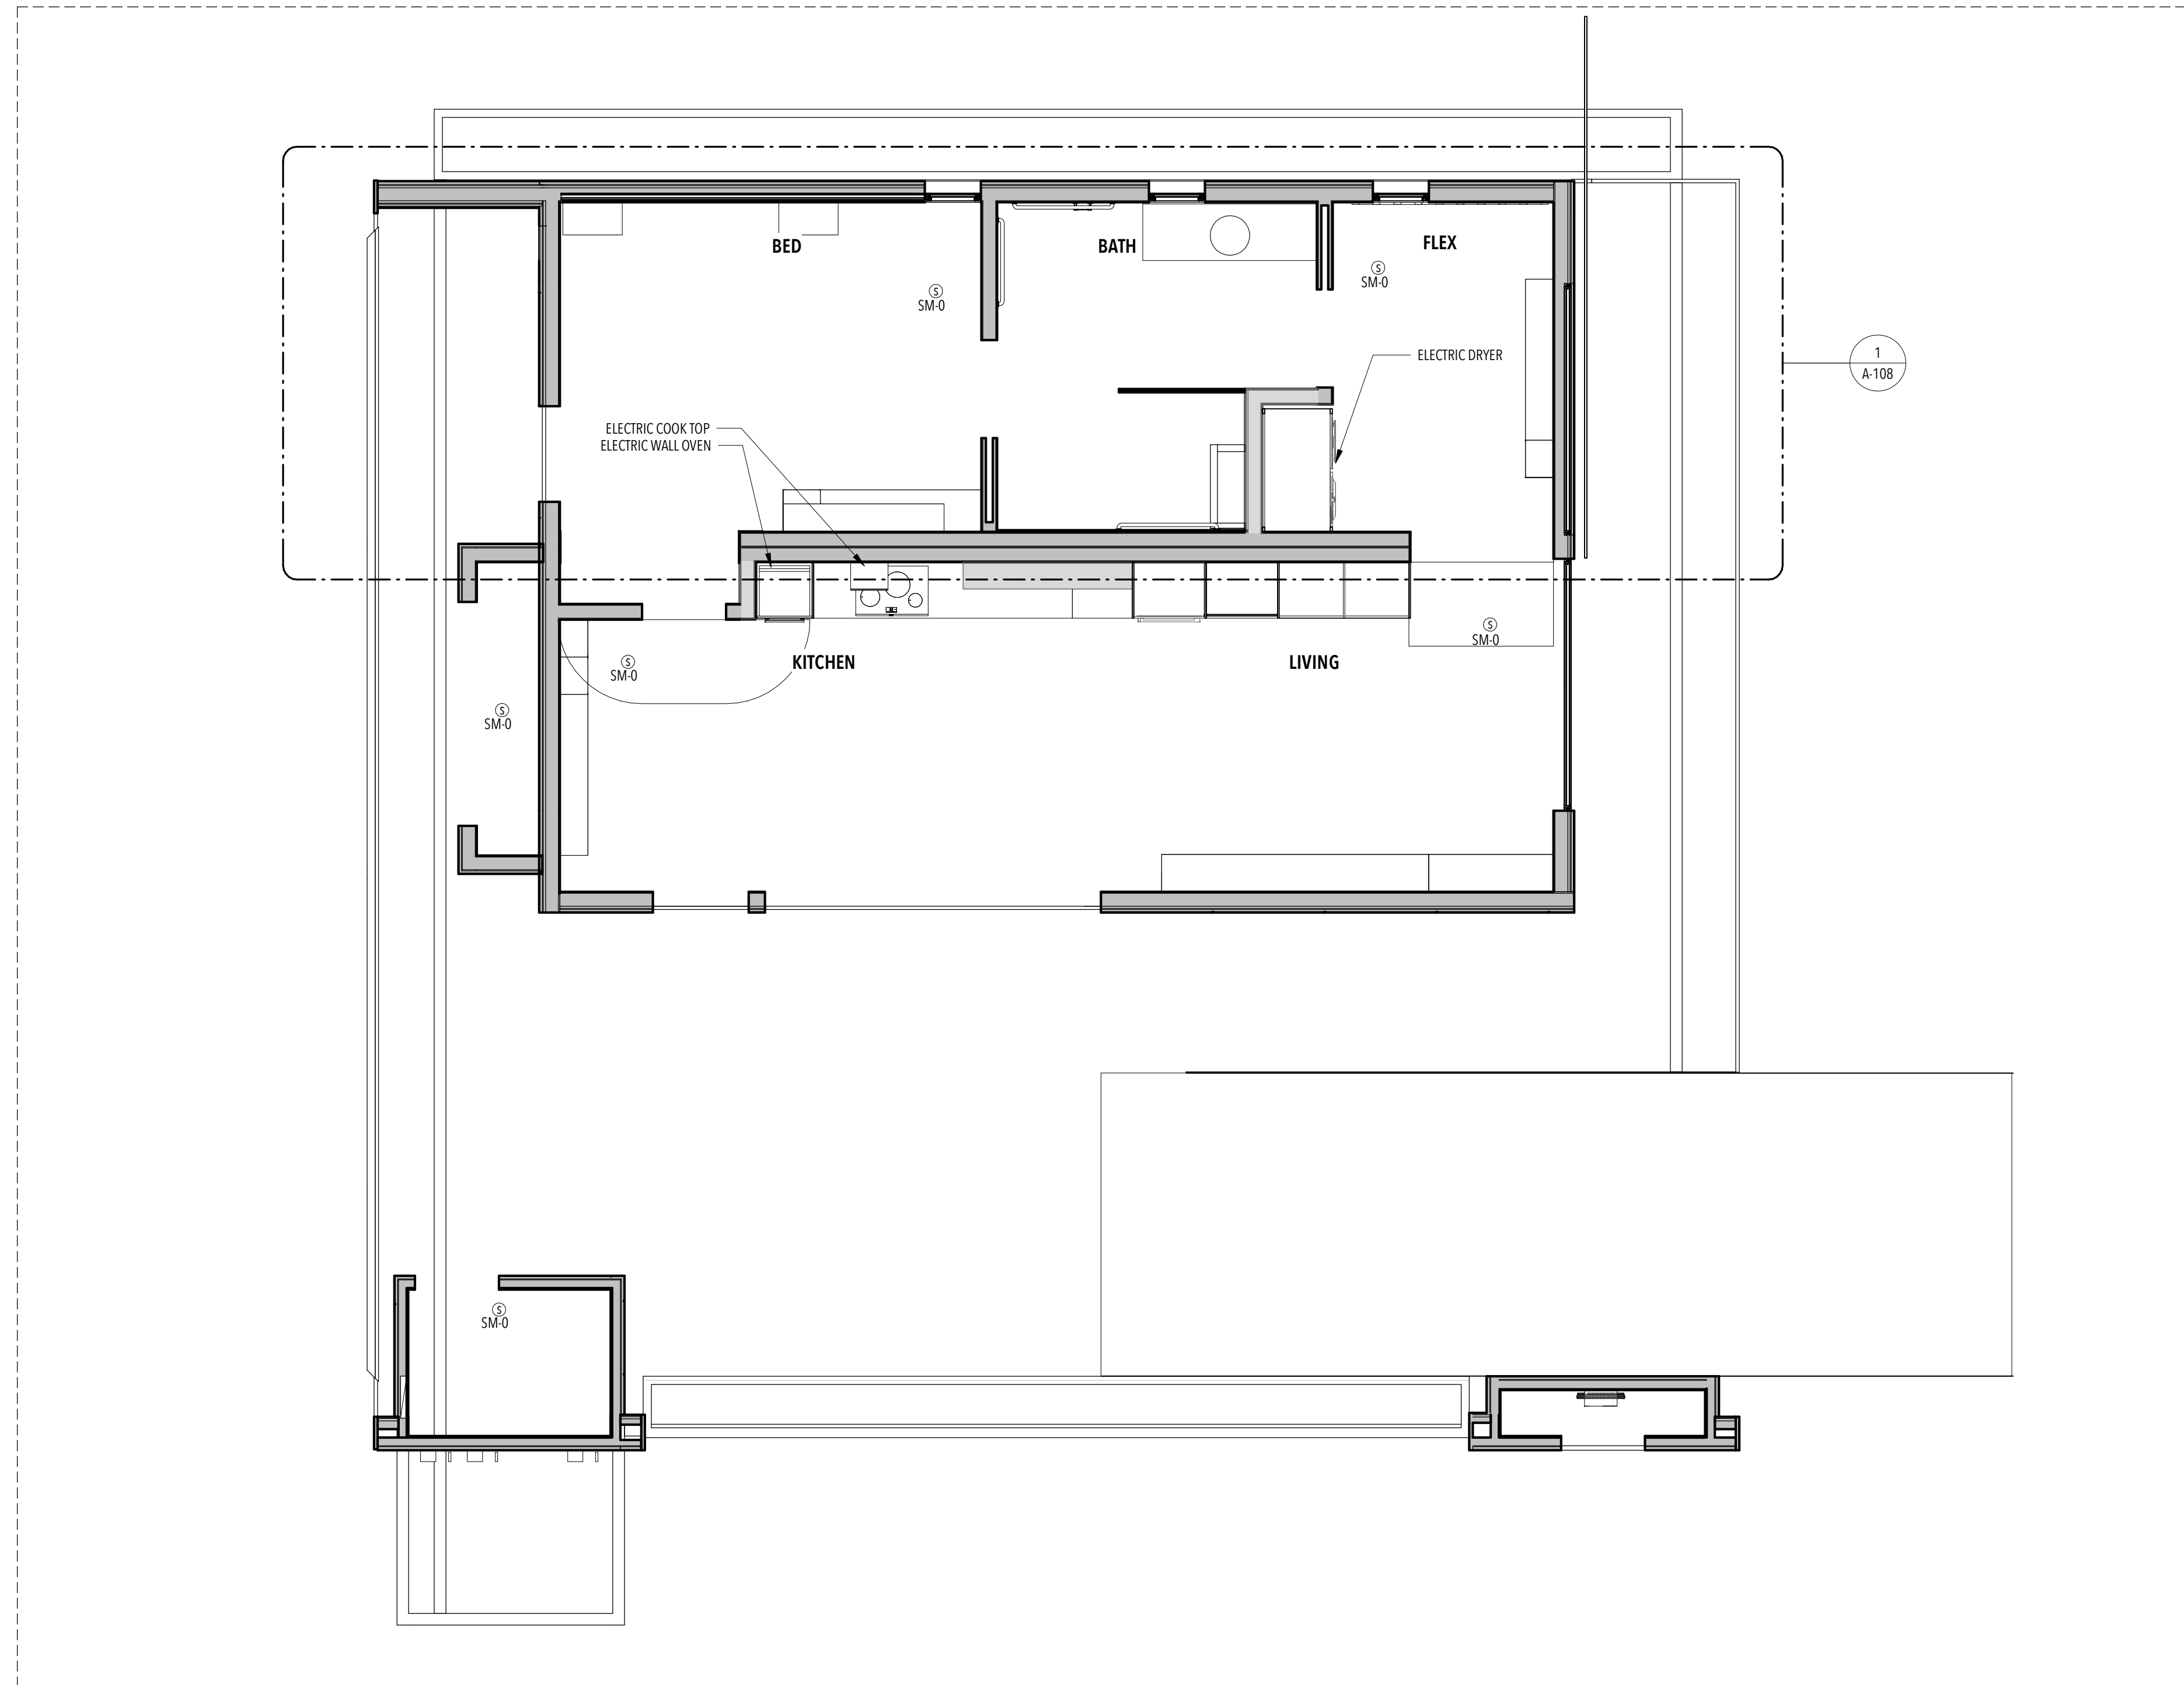 BED
BATH
FLEX
S
SM-0
S
SM-0
ELECTRIC DRYER
1
A-108
ELECTRIC COOK TOP
ELECTRIC WALL OVEN
S
SM-0
KITCHEN
LIVING
S
SM-0
S
SM-0
S
SM-0